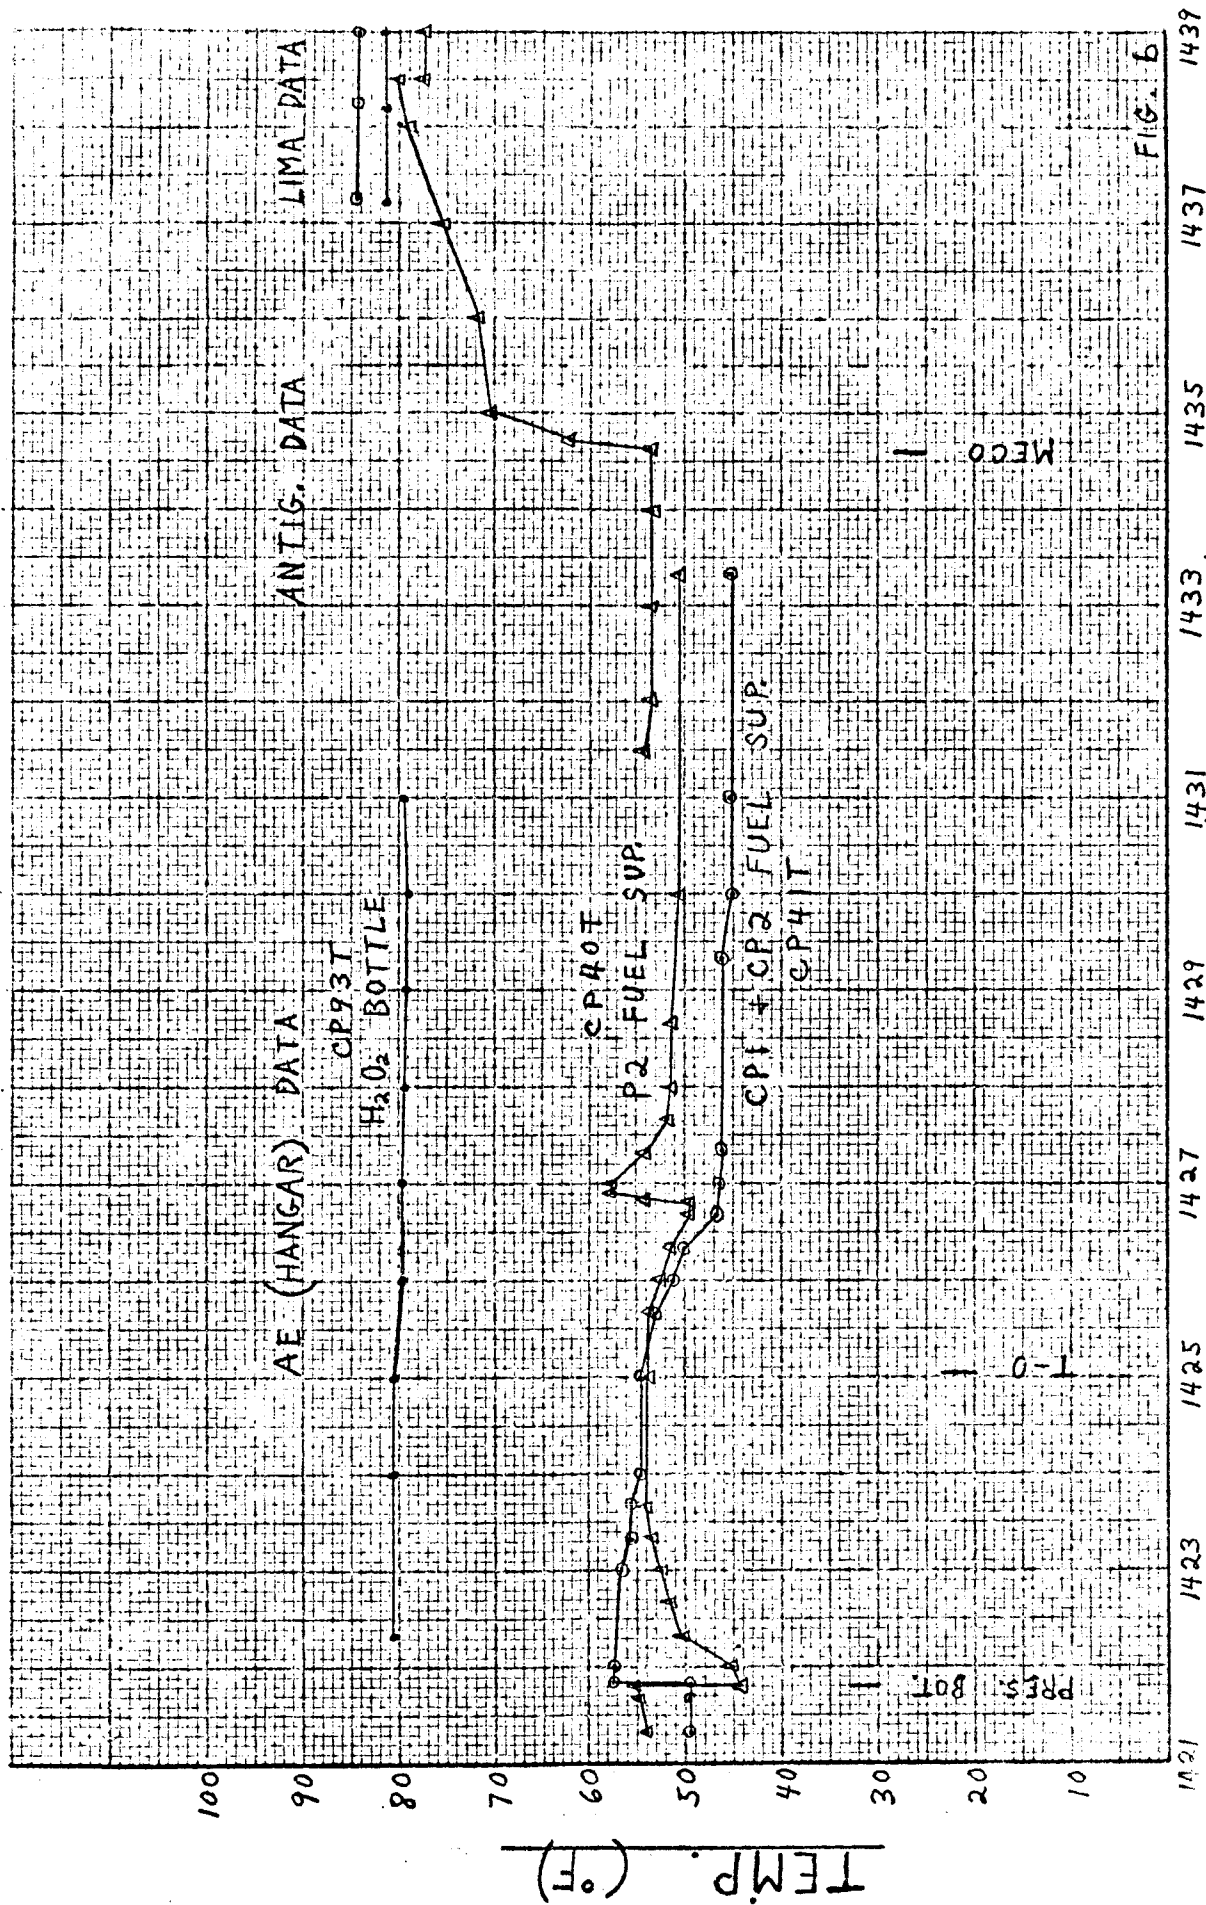 AE (HANGAR) DATA
ANTIG. DATA
LIMA DATA
CP93T
H₂O₂ BOTTLE
CP40T
P2 FUEL SUP.
CP1 + CP2 FUEL SUP.
CP41T
TEMP. (°F)
100
90
80
70
60
50
40
30
20
10
PRES. BOT.
T-0
MECO
1421
1423
1425
1427
1429
1431
1433
1435
1437
1439